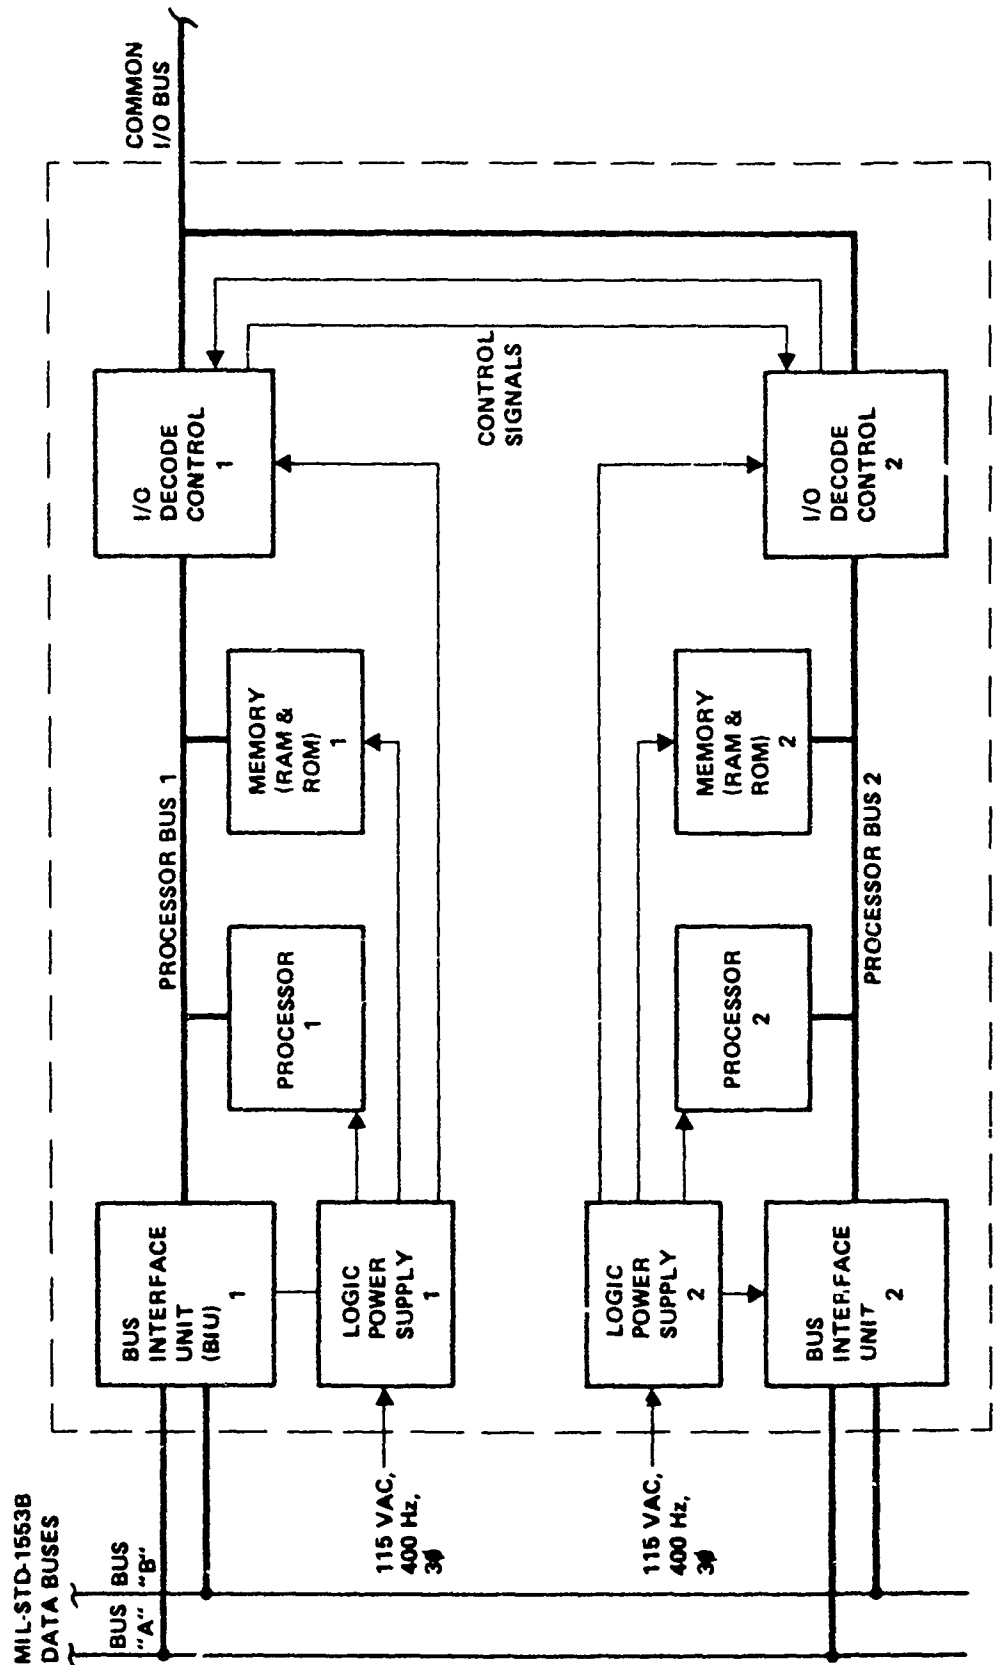 MIL-STD-1553B
DATA BUSES
BUS
"A"
BUS
"B"
BUS
INTERFACE
UNIT
(BIU)
1
PROCESSOR BUS 1
I/O
DECODE
CONTROL
1
COMMON
I/O BUS
115 VAC,
400 Hz,
3φ
LOGIC
POWER
SUPPLY
1
PROCESSOR
1
MEMORY
(RAM &
ROM)
1
CONTROL
SIGNALS
115 VAC,
400 Hz,
3φ
LOGIC
POWER
SUPPLY
2
PROCESSOR
2
MEMORY
(RAM &
ROM)
2
BUS
INTERFACE
UNIT
2
PROCESSOR BUS 2
I/O
DECODE
CONTROL
2